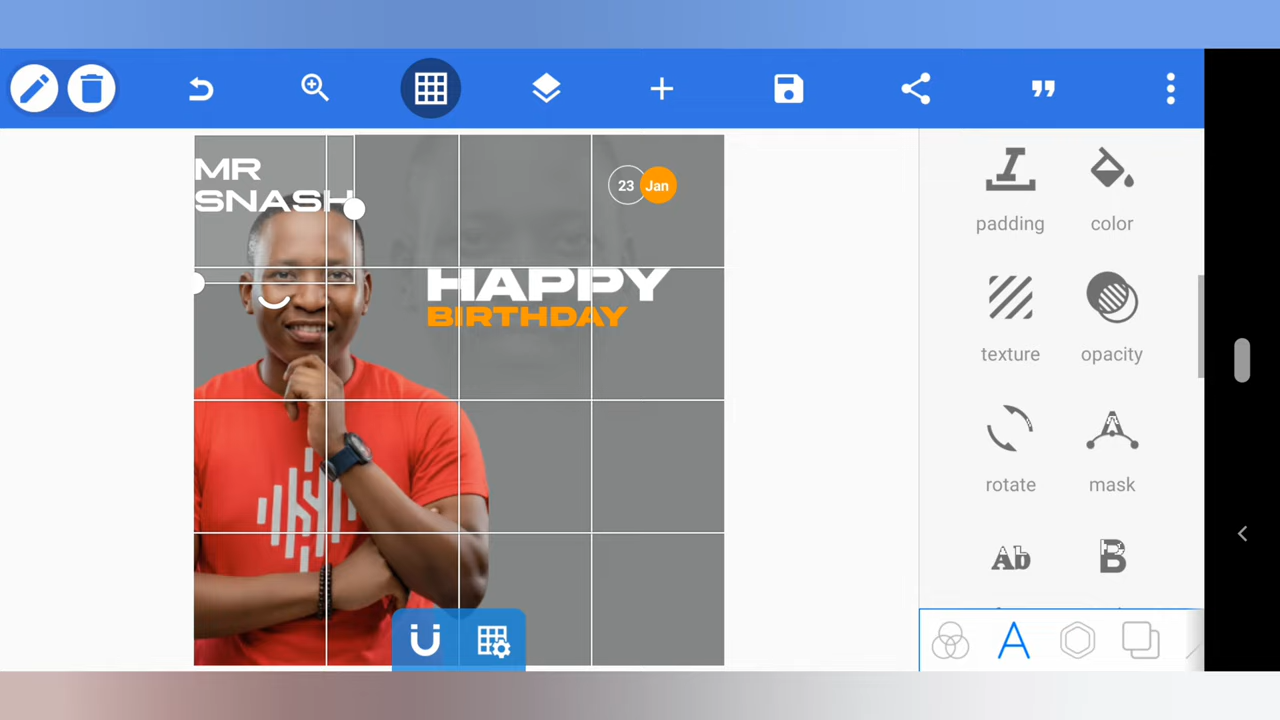 MR
SNASH
23 Jan
HAPPY
BIRTHDAY
padding color
texture opacity
rotate mask
Ab B
A